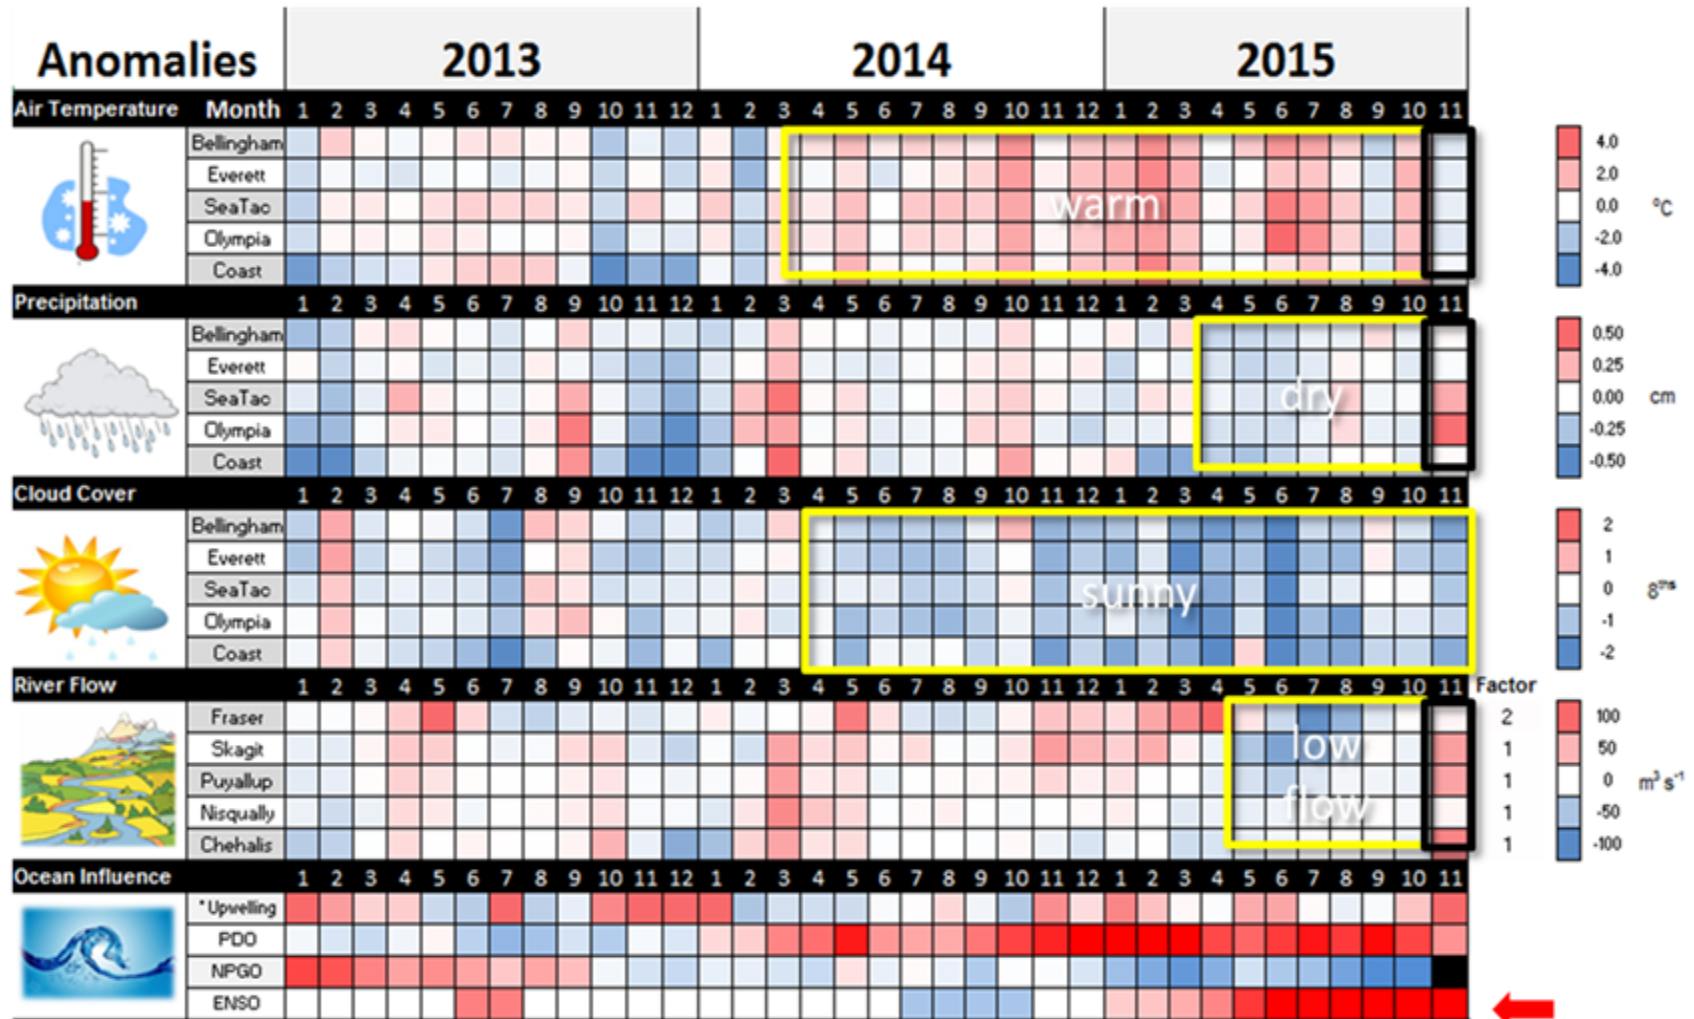 Anomalies 2013 2014 2015
Air Temperature Month 1 2 3 4 5 6 7 8 9 10 11 12 1 2 3 4 5 6 7 8 9 10 11 12 1 2 3 4 5 6 7 8 9 10 11
Bellingham 4.0
Everett 2.0
SeaTac warm 0.0 °C
Olympia -2.0
Coast -4.0
Precipitation 1 2 3 4 5 6 7 8 9 10 11 12 1 2 3 4 5 6 7 8 9 10 11 12 1 2 3 4 5 6 7 8 9 10 11
Bellingham 0.50
Everett 0.25
SeaTac dry 0.00 cm
Olympia -0.25
Coast -0.50
Cloud Cover 1 2 3 4 5 6 7 8 9 10 11 12 1 2 3 4 5 6 7 8 9 10 11 12 1 2 3 4 5 6 7 8 9 10 11
Bellingham 2
Everett 1
SeaTac sunny 0 8ths
Olympia -1
Coast -2
River Flow 1 2 3 4 5 6 7 8 9 10 11 12 1 2 3 4 5 6 7 8 9 10 11 12 1 2 3 4 5 6 7 8 9 10 11 Factor
Fraser 2 100
Skagit low 1 50
Puyallup 1 0 m³ s⁻¹
Nisqually flow 1 -50
Chehalis 1 -100
Ocean Influence 1 2 3 4 5 6 7 8 9 10 11 12 1 2 3 4 5 6 7 8 9 10 11 12 1 2 3 4 5 6 7 8 9 10 11
*Upwelling
PDO
NPGO
ENSO